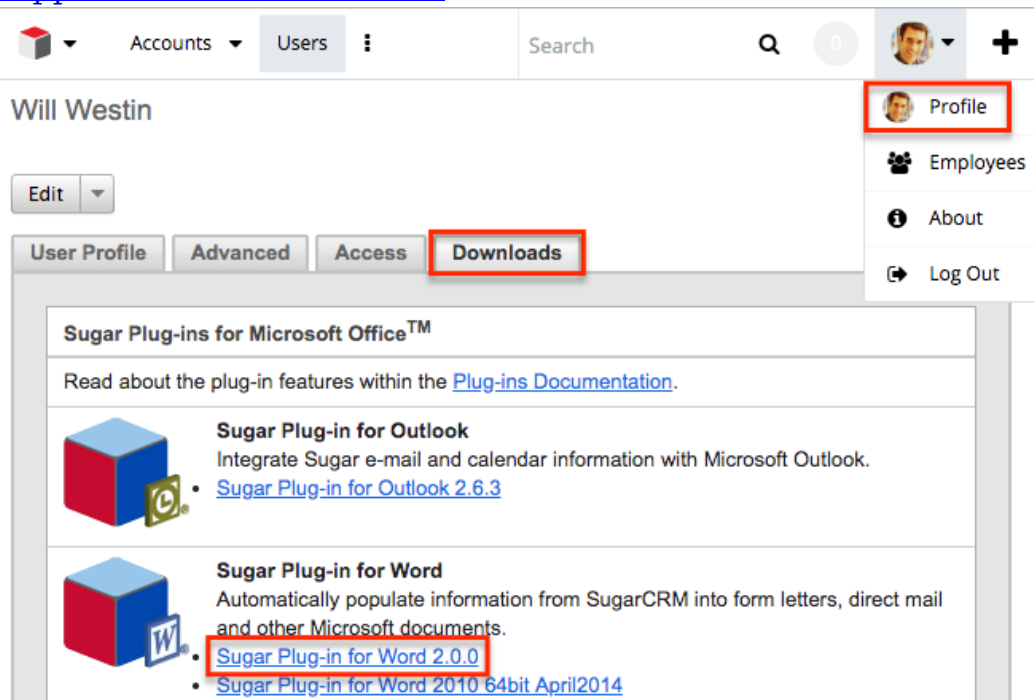 Accounts Users Search 0
Will Westin
Profile
Employees
Edit
About
User Profile Advanced Access Downloads
Log Out
Sugar Plug-ins for Microsoft Office™
Read about the plug-in features within the Plug-ins Documentation.
Sugar Plug-in for Outlook
Integrate Sugar e-mail and calendar information with Microsoft Outlook.
• Sugar Plug-in for Outlook 2.6.3
Sugar Plug-in for Word
Automatically populate information from SugarCRM into form letters, direct mail
and other Microsoft documents.
• Sugar Plug-in for Word 2.0.0
• Sugar Plug-in for Word 2010 64bit April2014